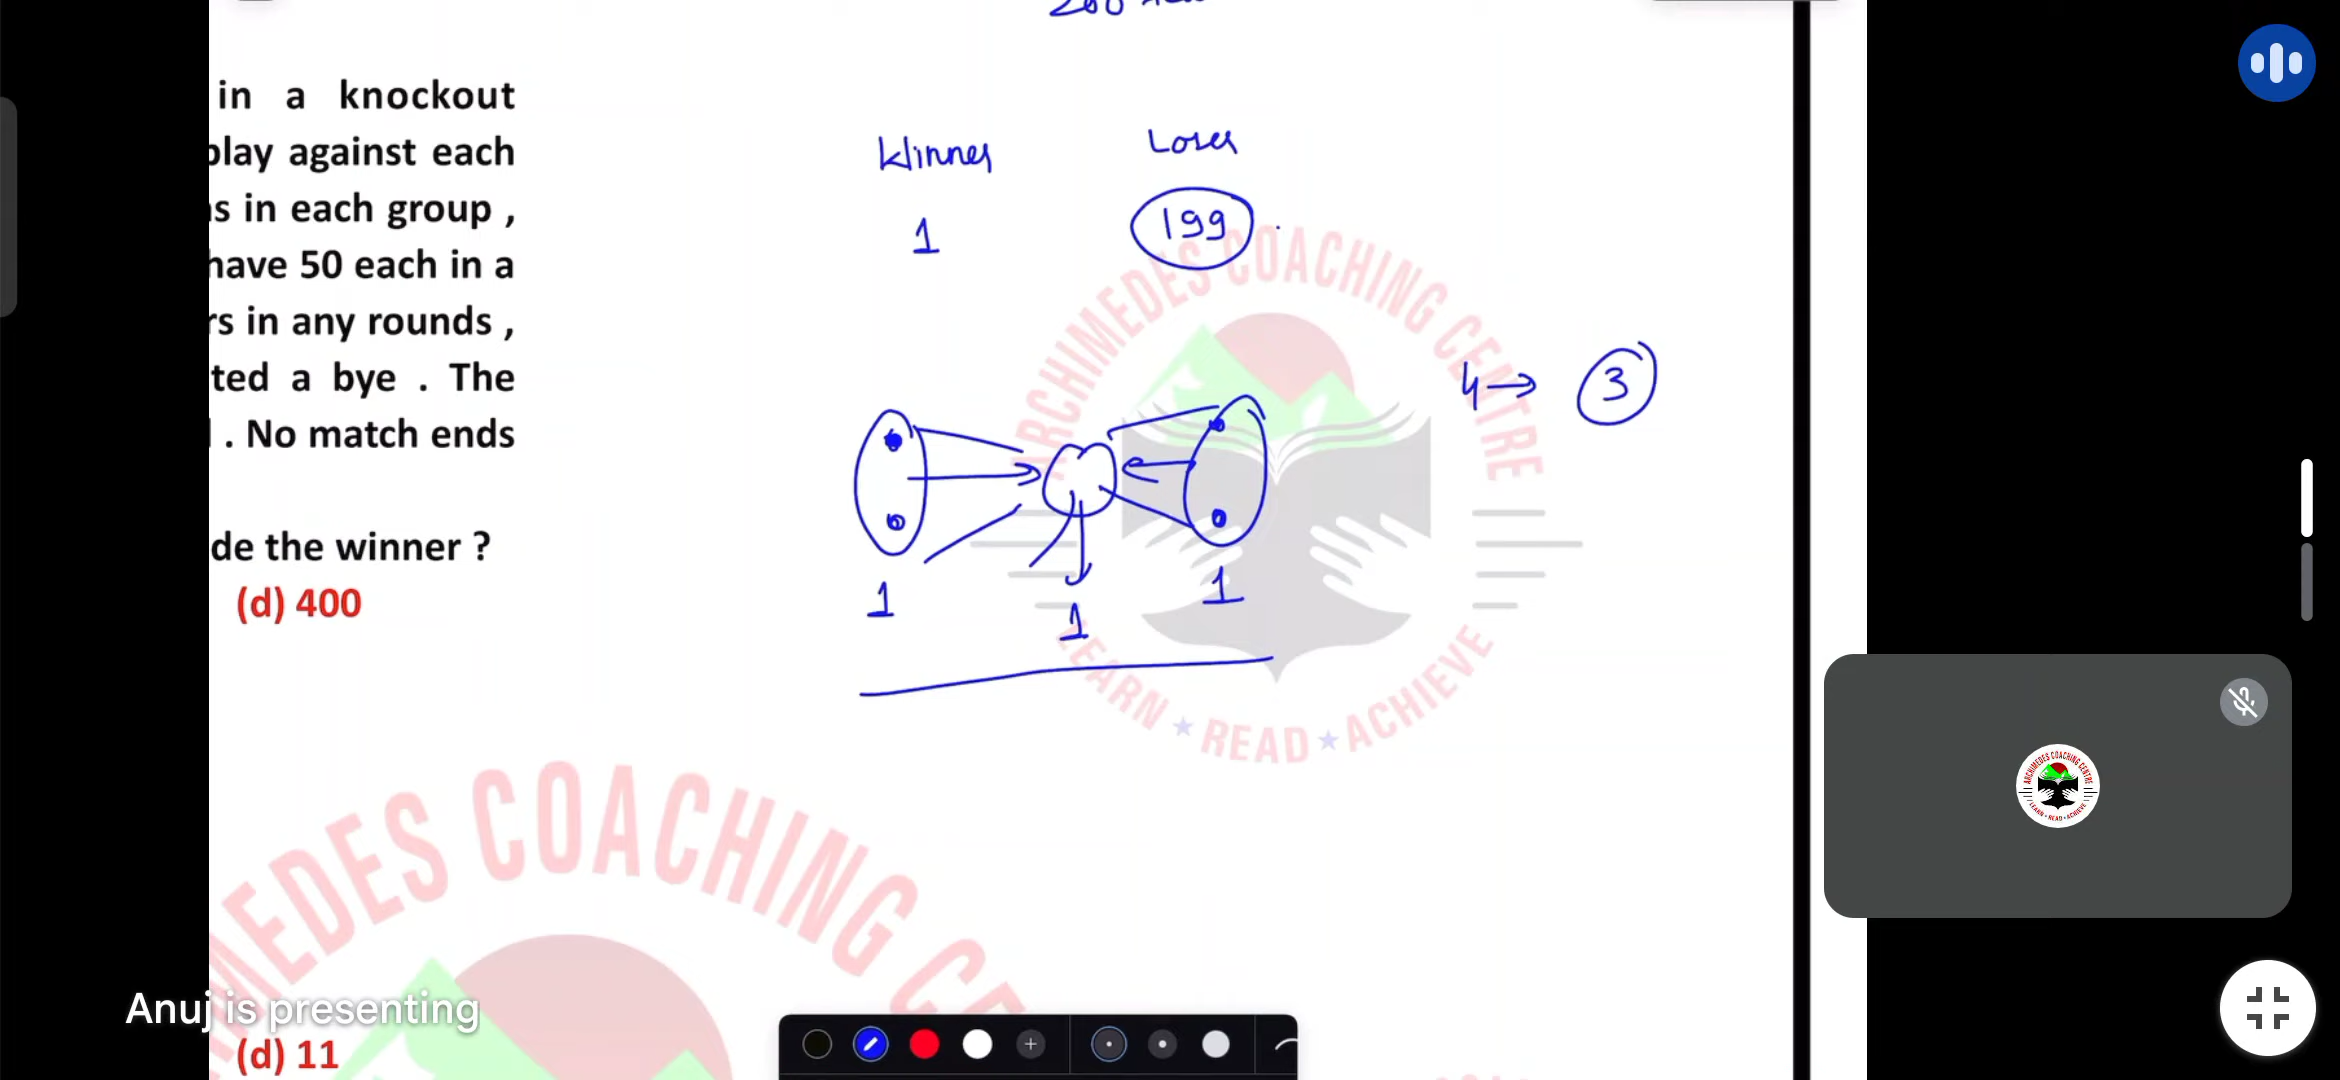 in a knockout
play against each
s in each group ,
have 50 each in a
rs in any rounds ,
ted a bye . The
. No match ends
de the winner ?
(d) 400
Winner Loser
1 199
4 → 3
1 1 1
ARCHIMEDES COACHING CENTRE
LEARN ★ READ ★ ACHIEVE
MEDES COACHING CE
Anuj is presenting
(d) 11